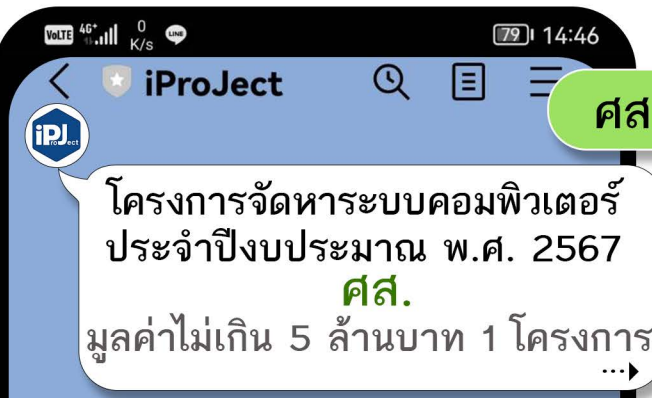 VoLTE 4G+ 0 K/s LINE 79 14:46
iProJect
ศส
iPJ
roject
โครงการจัดหาระบบคอมพิวเตอร์
ประจำปีงบประมาณ พ.ศ. 2567
ศส.
มูลค่าไม่เกิน 5 ล้านบาท 1 โครงการ